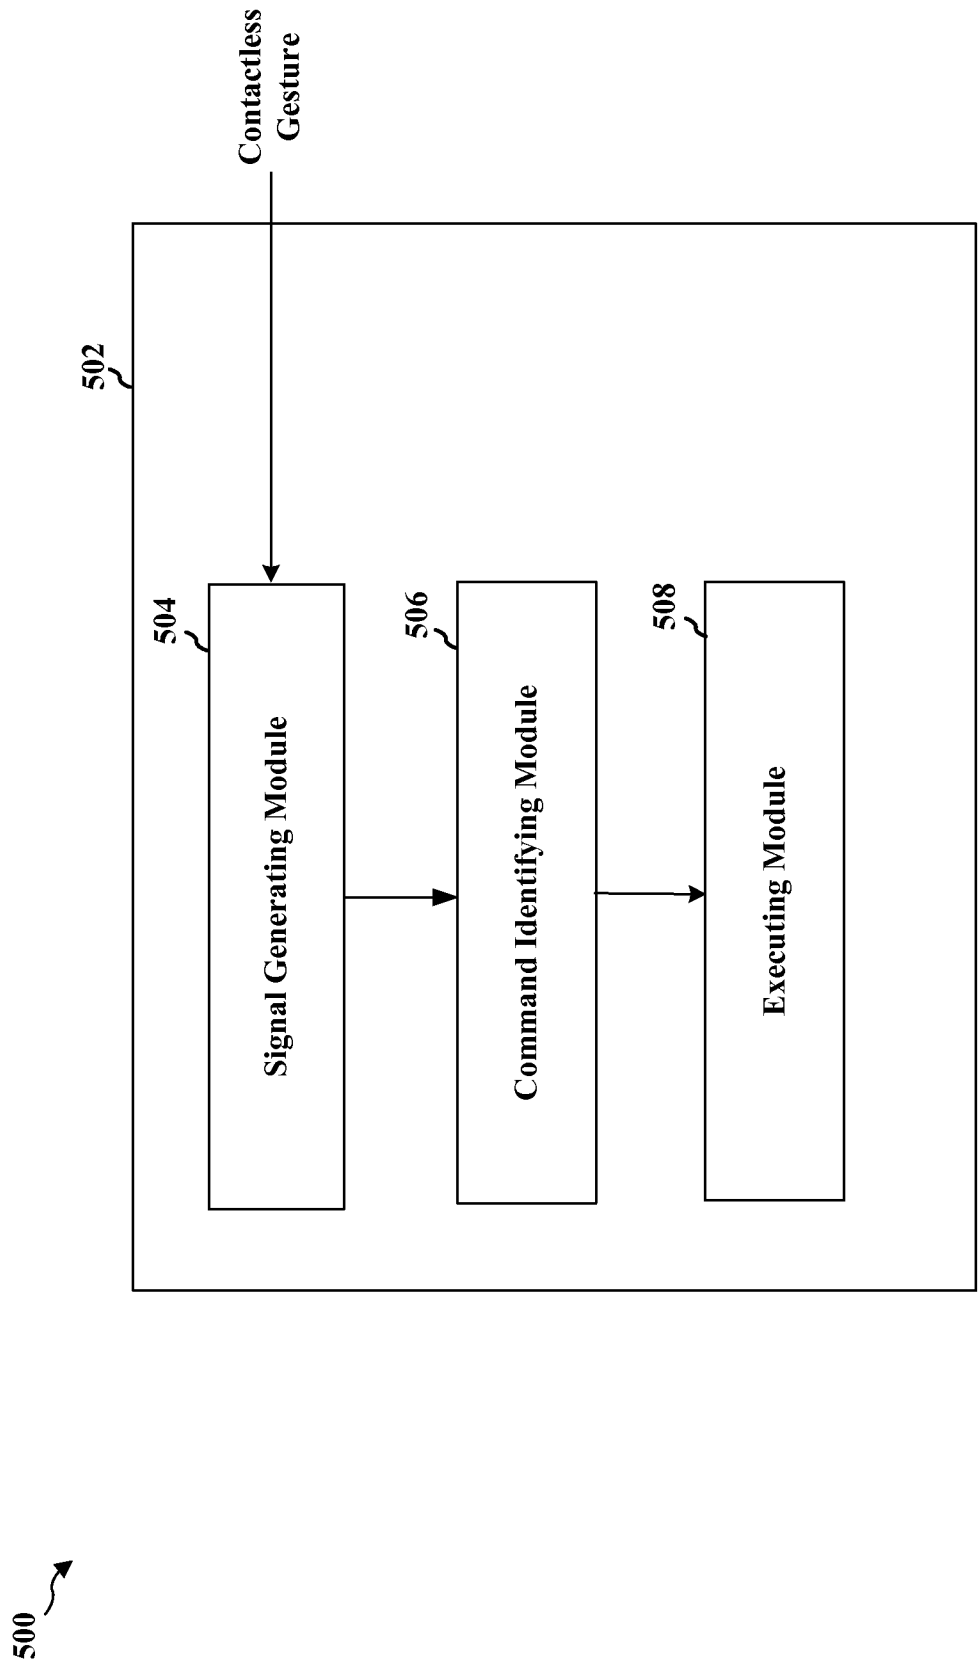 500
502
Contactless
Gesture
504
Signal Generating Module
506
Command Identifying Module
508
Executing Module